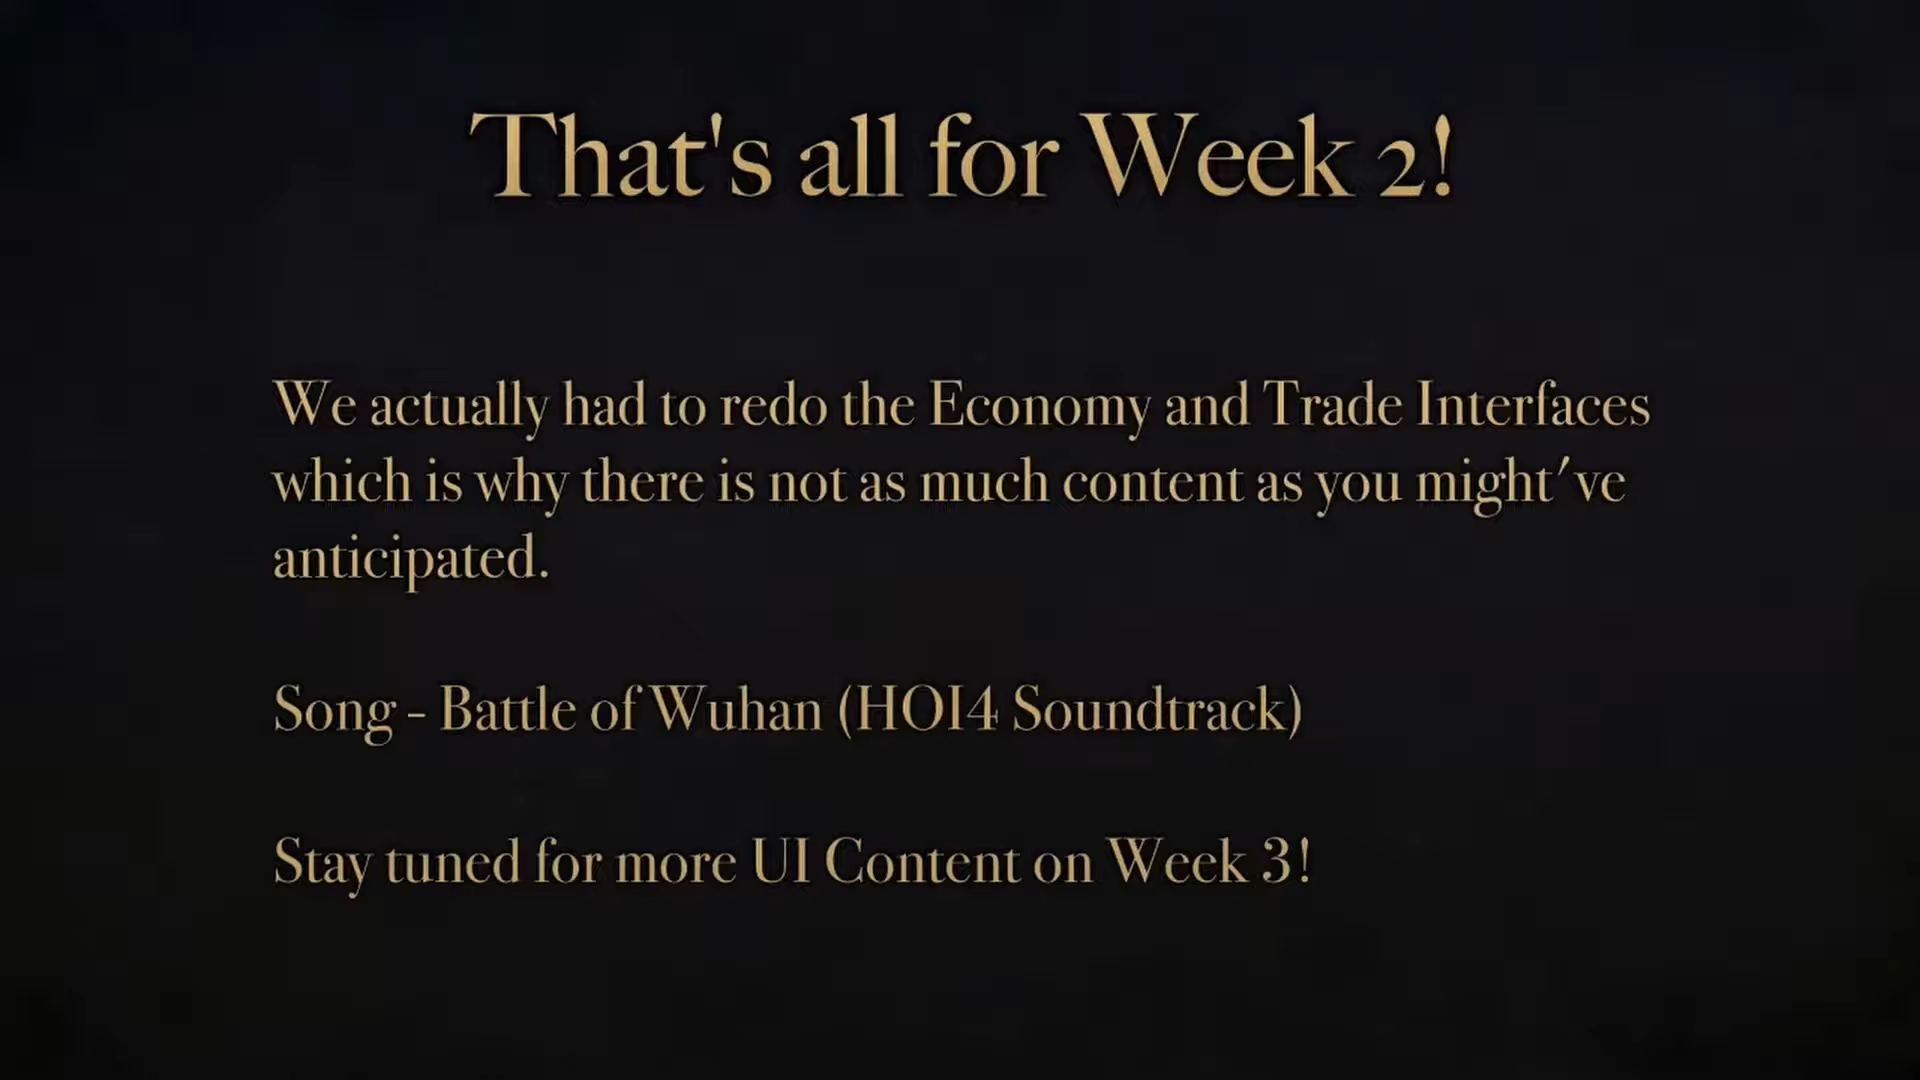 That's all for Week 2!
We actually had to redo the Economy and Trade Interfaces
which is why there is not as much content as you might've
anticipated.
Song - Battle of Wuhan (HOI4 Soundtrack)
Stay tuned for more UI Content on Week 3!